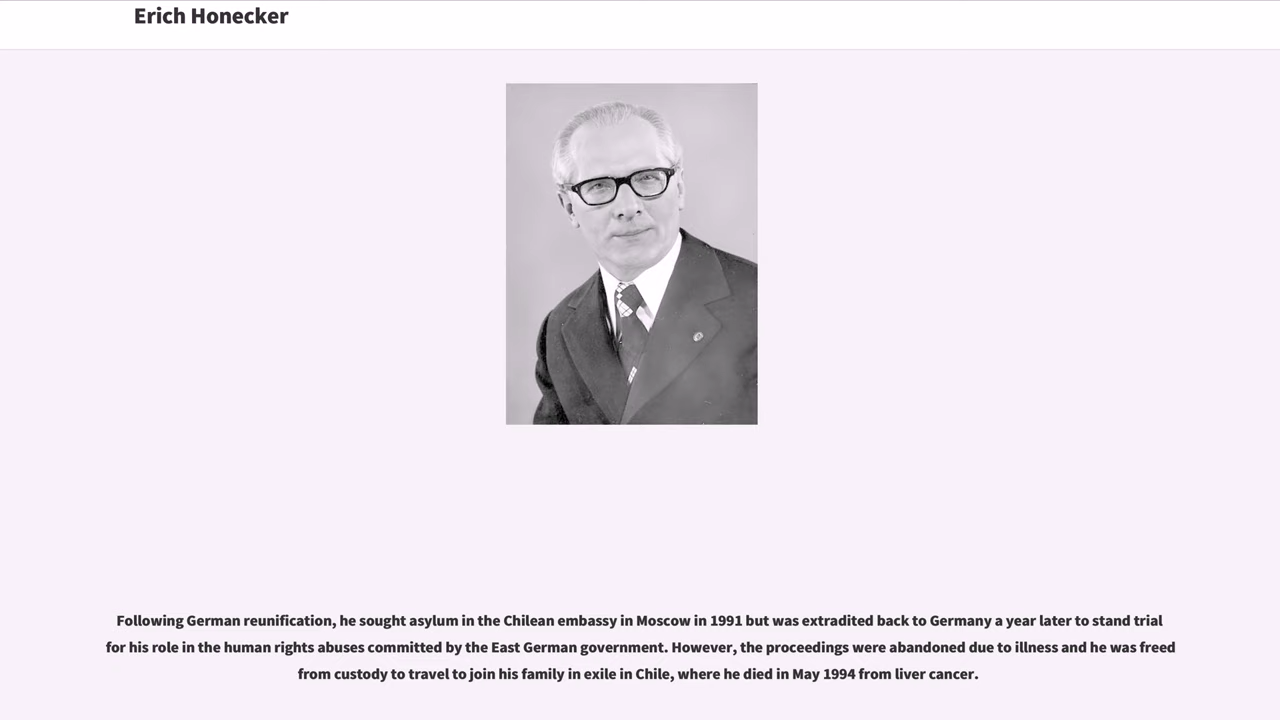 Erich Honecker
Following German reunification, he sought asylum in the Chilean embassy in Moscow in 1991 but was extradited back to Germany a year later to stand trial
for his role in the human rights abuses committed by the East German government. However, the proceedings were abandoned due to illness and he was freed
from custody to travel to join his family in exile in Chile, where he died in May 1994 from liver cancer.